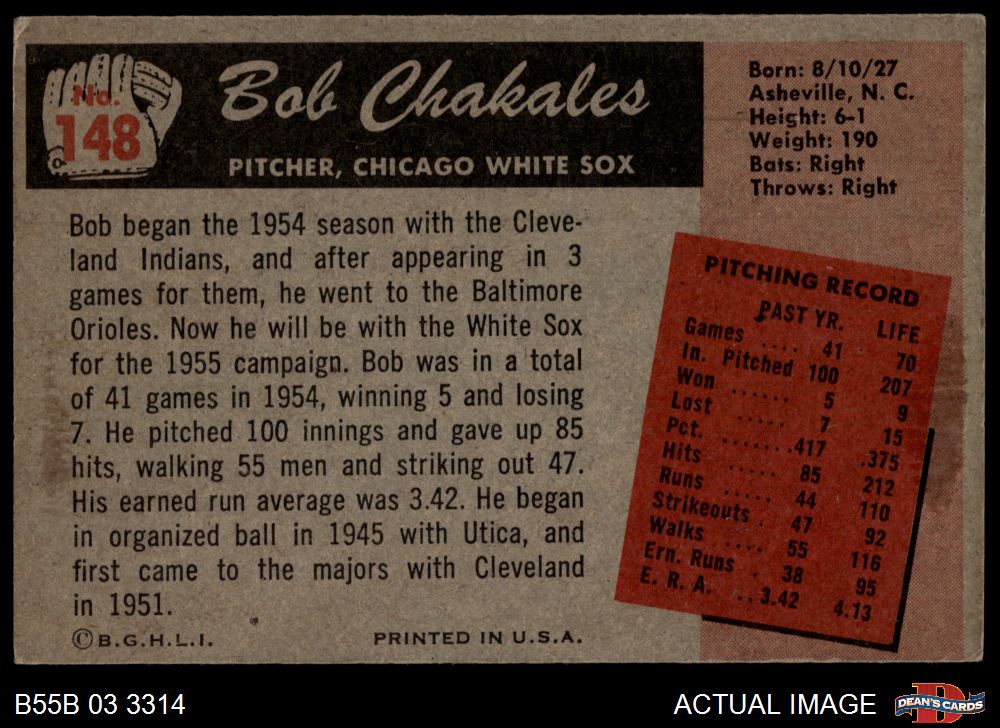 No.
148
Bob Chakales
PITCHER, CHICAGO WHITE SOX
Born: 8/10/27
Asheville, N. C.
Height: 6-1
Weight: 190
Bats: Right
Throws: Right
Bob began the 1954 season with the Cleve-
land Indians, and after appearing in 3
games for them, he went to the Baltimore
Orioles. Now he will be with the White Sox
for the 1955 campaign. Bob was in a total
of 41 games in 1954, winning 5 and losing
7. He pitched 100 innings and gave up 85
hits, walking 55 men and striking out 47.
His earned run average was 3.42. He began
in organized ball in 1945 with Utica, and
first came to the majors with Cleveland
in 1951.
©B.G.H.L.I. PRINTED IN U.S.A.
PITCHING RECORD
PAST YR. LIFE
Games .... 41 70
In. Pitched 100 207
Won ...... 5 9
Lost ..... 7 15
Pct. .......417 .375
Hits ..... 85 212
Runs ..... 44 110
Strikeouts . 47 92
Walks .... 55 116
Ern. Runs . 38 95
E. R. A. ...3.42 4.13
B55B 03 3314 ACTUAL IMAGE
D
DEAN'S CARDS